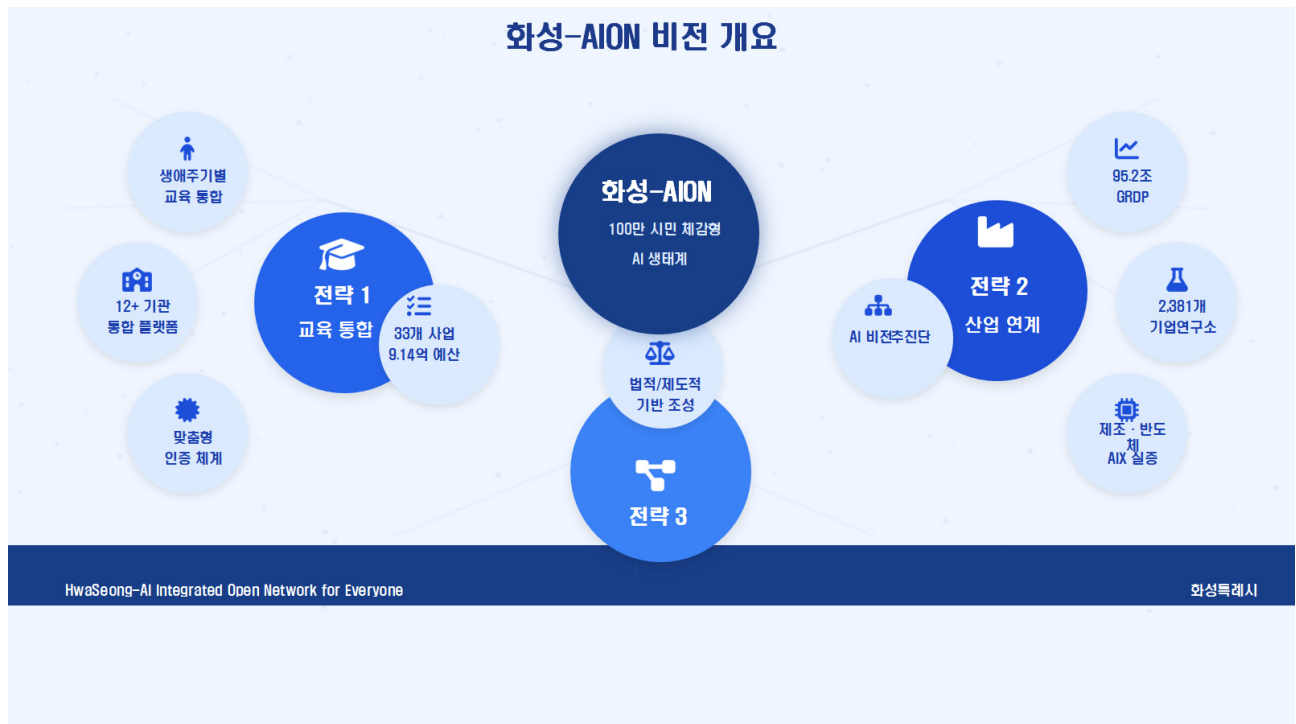 화성-AION 비전 개요
생애주기별
교육 통합
12+ 기관
통합 플랫폼
맞춤형
인증 체계
전략 1
교육 통합
33개 사업
9.14억 예산
화성-AION
100만 시민 체감형
AI 생태계
법적/제도적
기반 조성
전략 3
AI 비전추진단
전략 2
산업 연계
95.2조
GRDP
2,381개
기업연구소
제조 · 반도
체
AIX 실증
HwaSeong-AI Integrated Open Network for Everyone
화성특례시